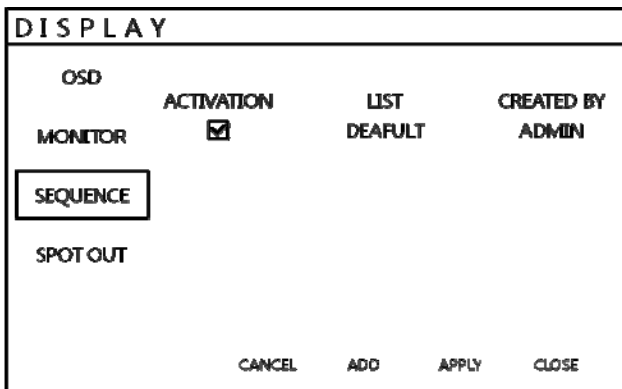 DISPLAY
OSD
ACTIVATION LIST CREATED BY
MONITOR DEAFULT ADMIN
SEQUENCE
SPOT OUT
CANCEL ADD APPLY CLOSE